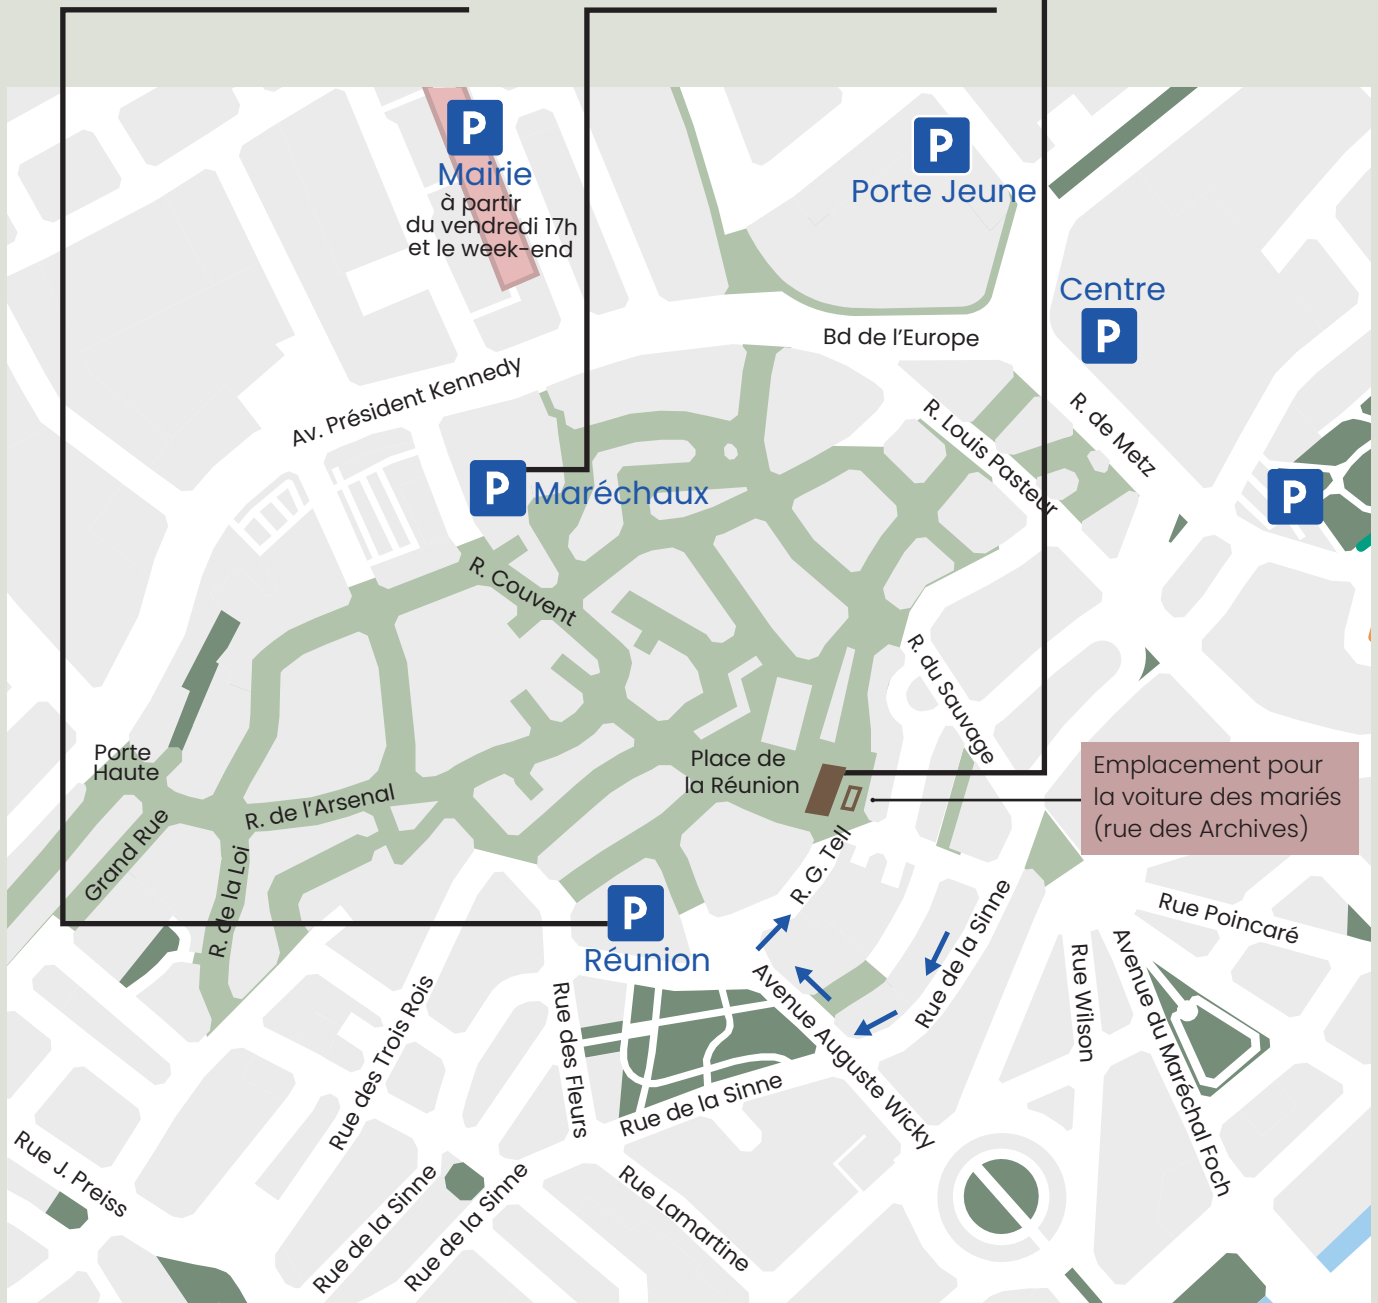 P
Mairie
à partir
du vendredi 17h
et le week-end
P
Porte Jeune
Centre
P
Bd de l'Europe
Av. Président Kennedy
R. Louis Pasteur
R. de Metz
P
Maréchaux
P
R. Couvent
R. du Sauvage
Porte
Haute
Place de
la Réunion
Emplacement pour
la voiture des mariés
(rue des Archives)
R. de l'Arsenal
Grand Rue
R. de la Loi
R. G. Tell
P
Réunion
Rue de la Sinne
Rue Poincaré
Avenue Auguste Wicky
Rue Wilson
Avenue du Maréchal Foch
Rue des Trois Rois
Rue des Fleurs
Rue de la Sinne
Rue J. Preiss
Rue de la Sinne
Rue de la Sinne
Rue Lamartine